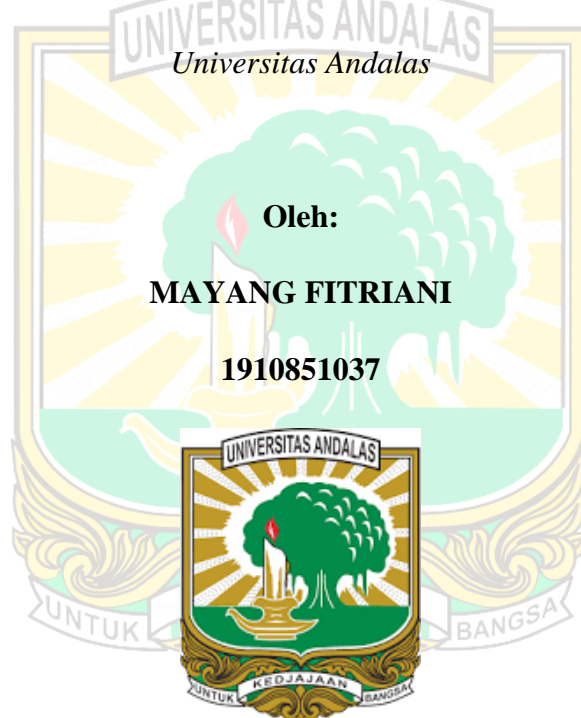 UNIVERSITAS ANDALAS
Universitas Andalas
Oleh:
MAYANG FITRIANI
1910851037
UNIVERSITAS ANDALAS
UNTUK BANGSA
UNTUK KEDJAJAAN BANGSA